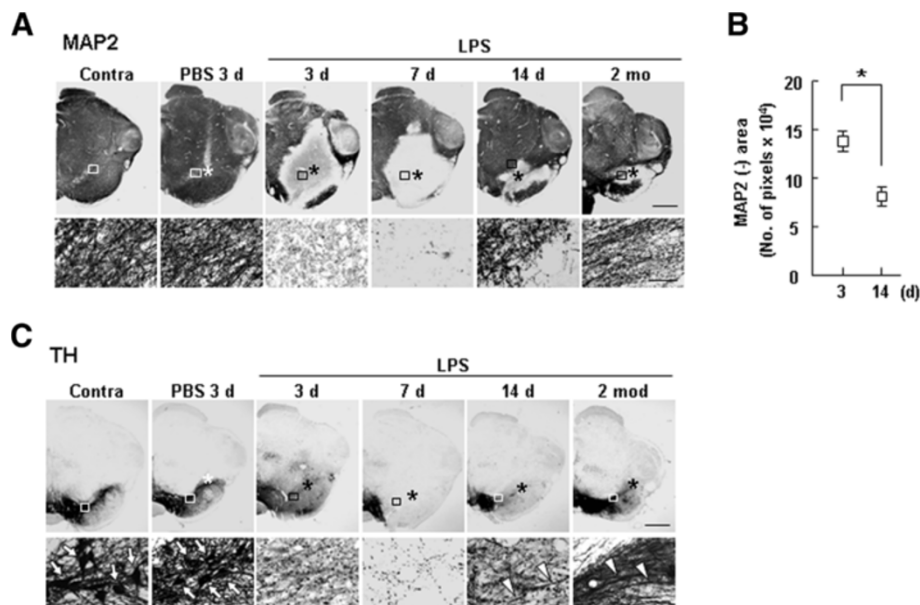 A
MAP2
LPS
Contra PBS 3 d 3 d 7 d 14 d 2 mo
* * * * *
B
*
MAP2 (-) area
(No. of pixels x 10⁴)
20
15
10
5
0
3 14 (d)
C
TH
LPS
Contra PBS 3 d 3 d 7 d 14 d 2 mod
* * * * *